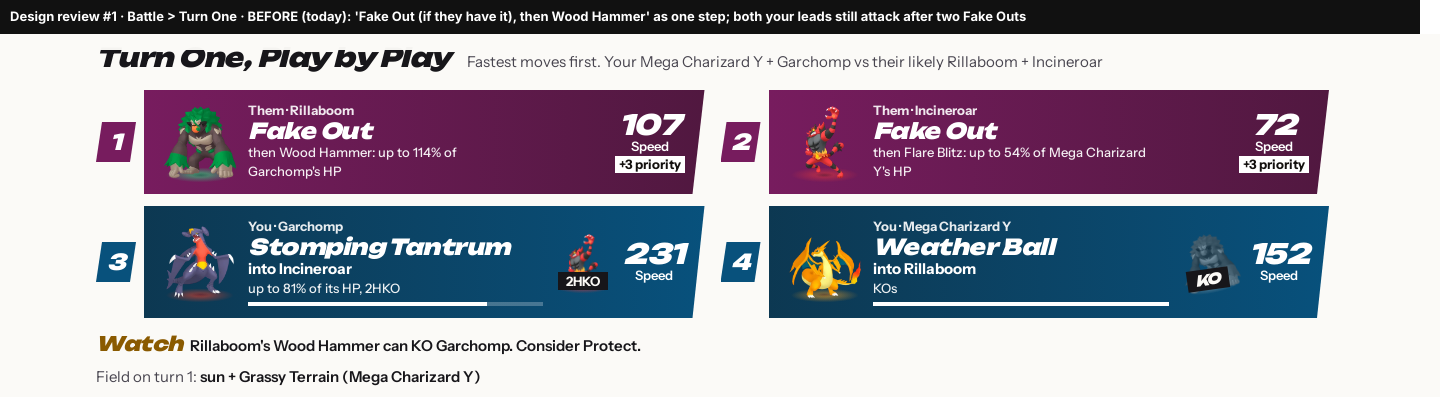 Design review #1 · Battle > Turn One · BEFORE (today): 'Fake Out (if they have it), then Wood Hammer' as one step; both your leads still attack after two Fake Outs
Turn One, Play by Play Fastest moves first. Your Mega Charizard Y + Garchomp vs their likely Rillaboom + Incineroar
1
Them · Rillaboom
Fake Out
then Wood Hammer: up to 114% of
Garchomp's HP
107
Speed
+3 priority
2
Them · Incineroar
Fake Out
then Flare Blitz: up to 54% of Mega Charizard
Y's HP
72
Speed
+3 priority
3
You · Garchomp
Stomping Tantrum
into Incineroar
up to 81% of its HP, 2HKO
2HKO
231
Speed
4
You · Mega Charizard Y
Weather Ball
into Rillaboom
KOs
KO
152
Speed
Watch Rillaboom's Wood Hammer can KO Garchomp. Consider Protect.
Field on turn 1: sun + Grassy Terrain (Mega Charizard Y)